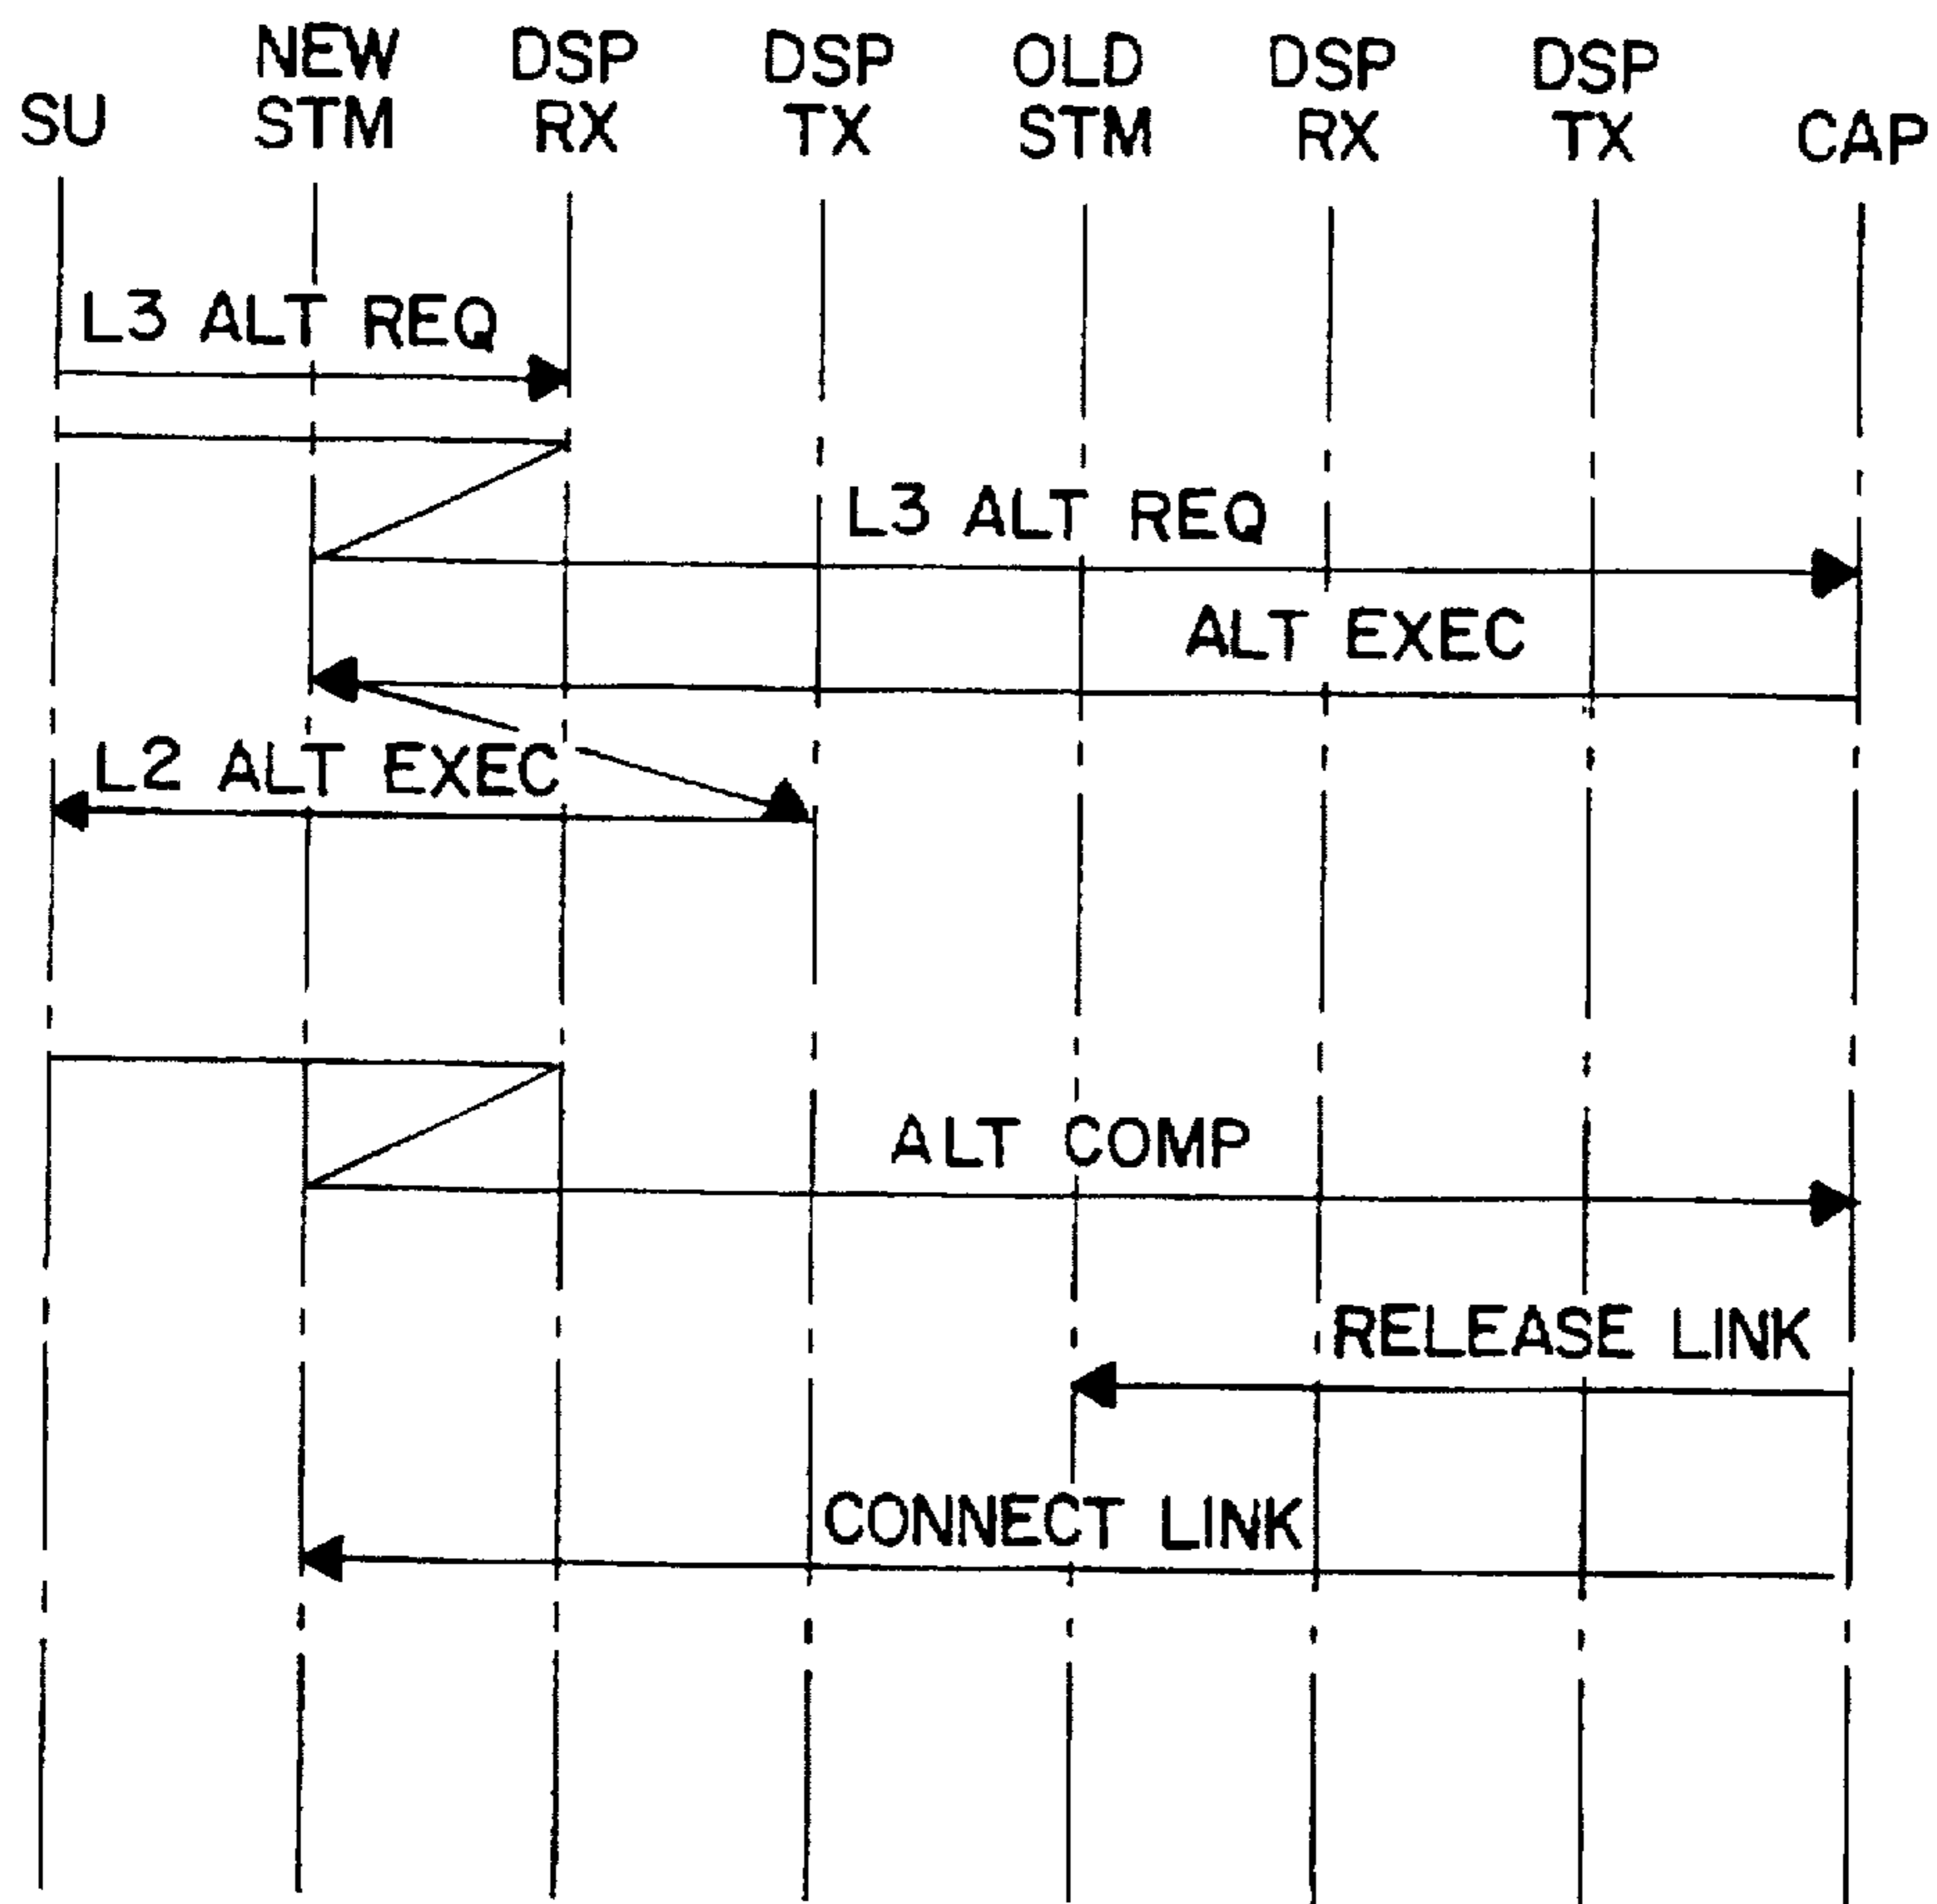 SU
NEW
STM
DSP
RX
DSP
TX
OLD
STM
DSP
RX
DSP
TX
CAP
L3 ALT REQ
L3 ALT REQ
ALT EXEC
L2 ALT EXEC
ALT COMP
RELEASE LINK
CONNECT LINK